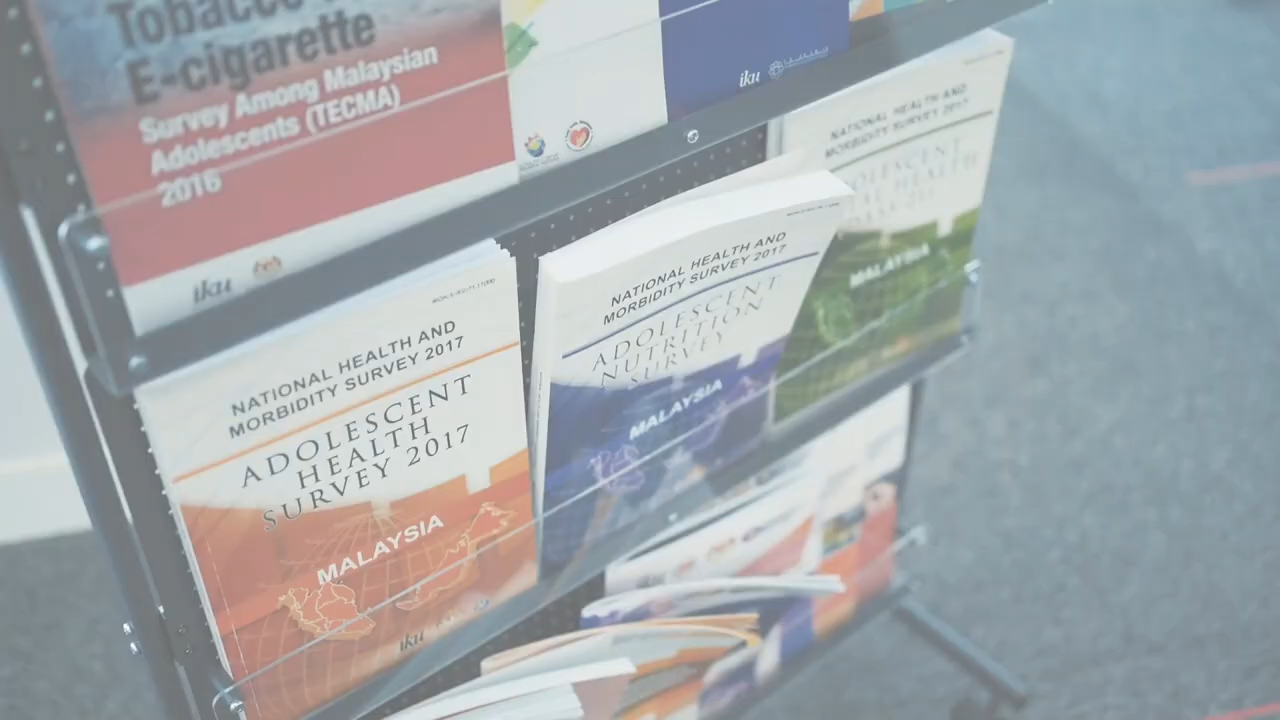 Tobacco
E-cigarette
Survey Among Malaysian
Adolescents (TECMA)
2016
iku
iku
NATIONAL HEALTH AND
MORBIDITY SURVEY 2017
ADOLESCENT
HEALTH
SURVEY 2017
MALAYSIA
iku
NATIONAL HEALTH AND
MORBIDITY SURVEY 2017
ADOLESCENT
NUTRITION
SURVEY
MALAYSIA
NATIONAL HEALTH AND
MORBIDITY SURVEY 2017
ADOLESCENT
HEALTH
MALAYSIA